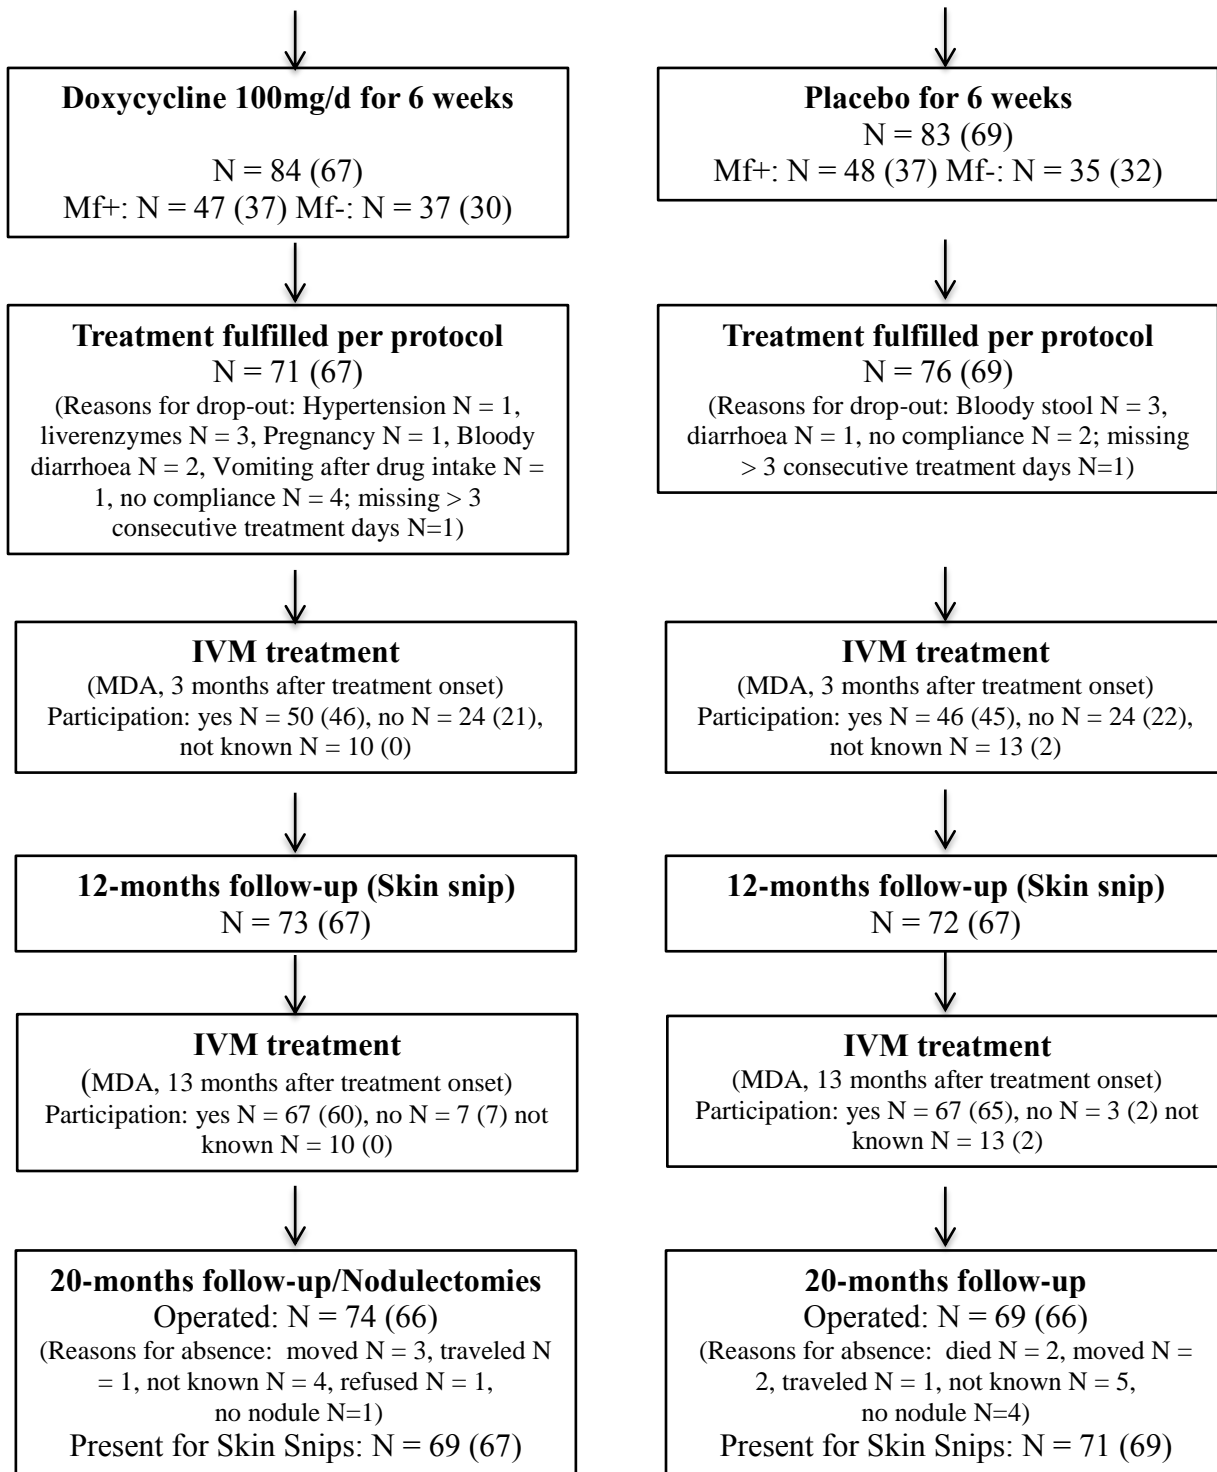 Doxycycline 100mg/d for 6 weeks
N = 84 (67)
Mf+: N = 47 (37) Mf-: N = 37 (30)
Placebo for 6 weeks
N = 83 (69)
Mf+: N = 48 (37) Mf-: N = 35 (32)
Treatment fulfilled per protocol
N = 71 (67)
(Reasons for drop-out: Hypertension N = 1,
liverenzymes N = 3, Pregnancy N = 1, Bloody
diarrhoea N = 2, Vomiting after drug intake N =
1, no compliance N = 4; missing > 3
consecutive treatment days N=1)
Treatment fulfilled per protocol
N = 76 (69)
(Reasons for drop-out: Bloody stool N = 3,
diarrhoea N = 1, no compliance N = 2; missing
> 3 consecutive treatment days N=1)
IVM treatment
(MDA, 3 months after treatment onset)
Participation: yes N = 50 (46), no N = 24 (21),
not known N = 10 (0)
IVM treatment
(MDA, 3 months after treatment onset)
Participation: yes N = 46 (45), no N = 24 (22),
not known N = 13 (2)
12-months follow-up (Skin snip)
N = 73 (67)
12-months follow-up (Skin snip)
N = 72 (67)
IVM treatment
(MDA, 13 months after treatment onset)
Participation: yes N = 67 (60), no N = 7 (7) not
known N = 10 (0)
IVM treatment
(MDA, 13 months after treatment onset)
Participation: yes N = 67 (65), no N = 3 (2) not
known N = 13 (2)
20-months follow-up/Nodulectomies
Operated: N = 74 (66)
(Reasons for absence: moved N = 3, traveled N
= 1, not known N = 4, refused N = 1,
no nodule N=1)
Present for Skin Snips: N = 69 (67)
20-months follow-up
Operated: N = 69 (66)
(Reasons for absence: died N = 2, moved N =
2, traveled N = 1, not known N = 5,
no nodule N=4)
Present for Skin Snips: N = 71 (69)